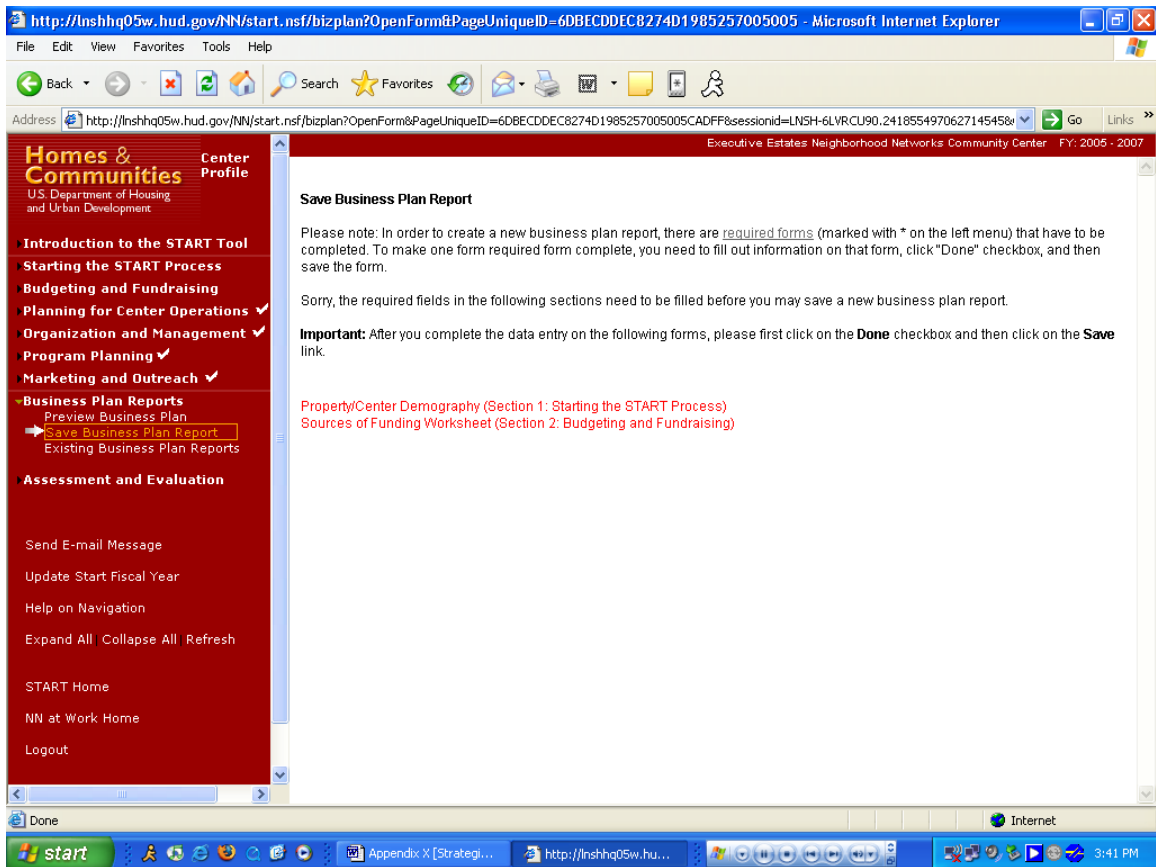 http://lnshhq05w.hud.gov/NN/start.nsf/bizplan?OpenForm&PageUniqueID=6DBECDDEC8274D1985257005005 - Microsoft Internet Explorer
File Edit View Favorites Tools Help
Back Search Favorites
Address http://lnshhq05w.hud.gov/NN/start.nsf/bizplan?OpenForm&PageUniqueID=6DBECDDEC8274D1985257005005CADFF&sessionid=LNSH-6LVRCU90.2418554970627145458& Go Links »
Executive Estates Neighborhood Networks Community Center FY: 2005 - 2007
Homes & Communities
U.S. Department of Housing
and Urban Development
Center
Profile
Introduction to the START Tool
Starting the START Process
Budgeting and Fundraising
Planning for Center Operations
Organization and Management
Program Planning
Marketing and Outreach
Business Plan Reports
Preview Business Plan
Save Business Plan Report
Existing Business Plan Reports
Assessment and Evaluation
Send E-mail Message
Update Start Fiscal Year
Help on Navigation
Expand All | Collapse All | Refresh
START Home
NN at Work Home
Logout
Save Business Plan Report
Please note: In order to create a new business plan report, there are required forms (marked with * on the left menu) that have to be
completed. To make one form required form complete, you need to fill out information on that form, click "Done" checkbox, and then
save the form.
Sorry, the required fields in the following sections need to be filled before you may save a new business plan report.
Important: After you complete the data entry on the following forms, please first click on the Done checkbox and then click on the Save
link.
Property/Center Demography (Section 1: Starting the START Process)
Sources of Funding Worksheet (Section 2: Budgeting and Fundraising)
Done Internet
start Appendix X [Strategi... http://lnshhq05w.hu... 3:41 PM